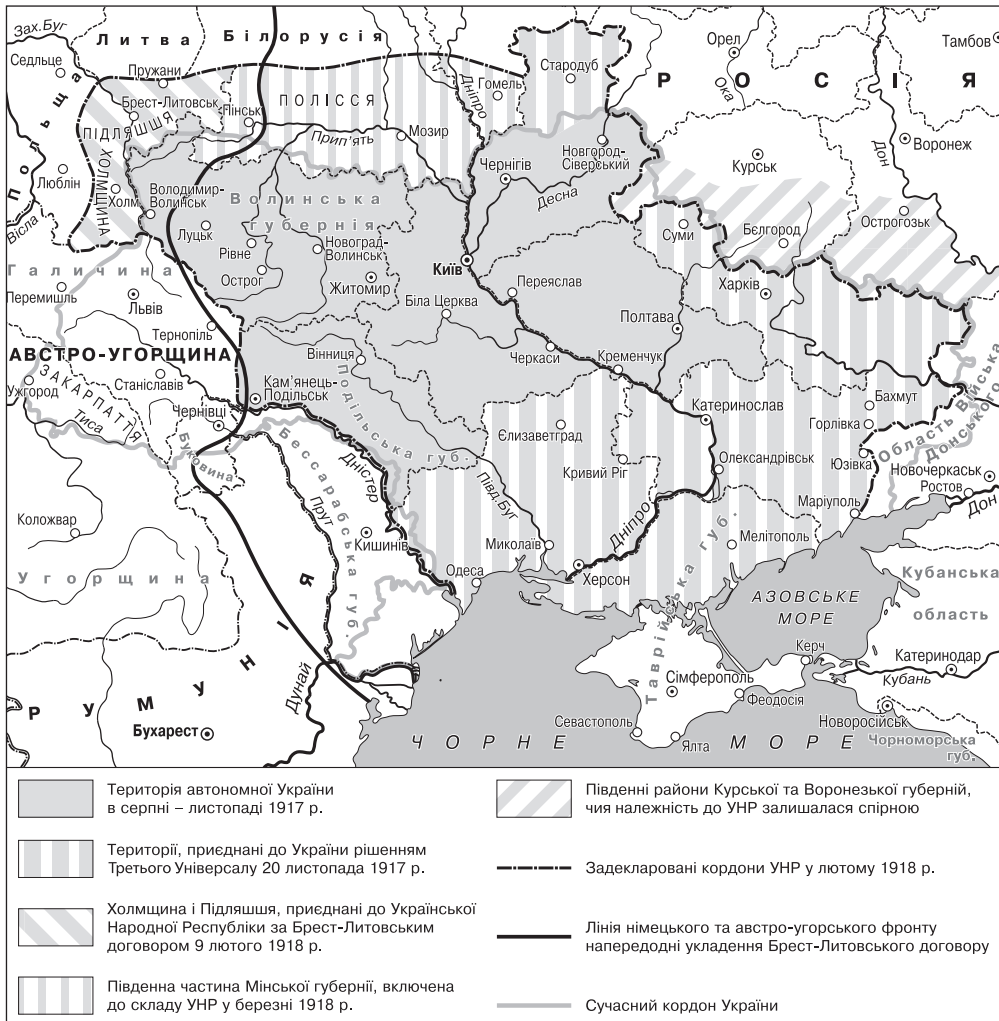 Зах.Буг
Литва
Білорусія
Орел
Тамбов
Седльце
Пружани
Стародуб
Гомель
РОСІЯ
Ока
Польща
Брест-Литовськ
Пінськ
ПОЛІССЯ
Дніпро
ПІДЛЯШШЯ
Прип'ять
Мозир
Новгород-
Сіверський
Чернігів
Десна
Дон
Воронеж
Курськ
Люблін
ХОЛМЩИНА
Холм
Володимир-
Волинськ
Волинська
губернія
Острогозьк
Вісла
Луцьк
Рівне
Новоград-
Волинськ
Суми
Бєлгород
Галичина
Острог
Житомир
Київ
Переяслав
Харків
Перемишль
Львів
Біла Церква
Полтава
Тернопіль
АВСТРО-УГОРЩИНА
Вінниця
Черкаси
Кременчук
Ужгород
ЗАКАРПАТТЯ
Станіславів
Кам'янець-
Подільськ
Подільська губ.
Область Війська
Донського
Тиса
Чернівці
Буковина
Єлизаветград
Катеринослав
Бахмут
Горлівка
Бессарабська губ.
Дністер
Кривий Ріг
Олександрівськ
Юзівка
Новочеркаськ
Ростов
Прут
Півд.Буг
Дніпро
Маріуполь
Дон
Коложвар
Кишинів
Миколаїв
Мелітополь
Угорщина
Одеса
Херсон
Таврійська губ.
АЗОВСЬКЕ
МОРЕ
Кубанська
область
РУМУНІЯ
Дунай
Керч
Катеринодар
Кубань
Сімферополь
Феодосія
Бухарест
Севастополь
Ялта
Новоросійськ
ЧОРНЕ МОРЕ
Чорноморська
губ.
Територія автономної України
в серпні – листопаді 1917 р.
Території, приєднані до України рішенням
Третього Універсалу 20 листопада 1917 р.
Холмщина і Підляшшя, приєднані до Української
Народної Республіки за Брест-Литовським
договором 9 лютого 1918 р.
Південна частина Мінської губернії, включена
до складу УНР у березні 1918 р.
Південні райони Курської та Воронезької губерній,
чия належність до УНР залишалася спірною
Задекларовані кордони УНР у лютому 1918 р.
Лінія німецького та австро-угорського фронту
напередодні укладення Брест-Литовського договору
Сучасний кордон України